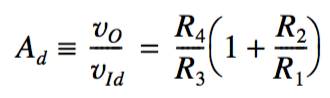 A_d ≡ v_O / v_Id = R_4 / R_3 (1 + R_2 / R_1)